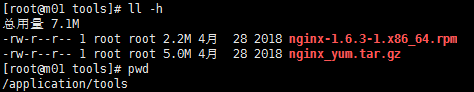 [root@m01 tools]# ll -h
总用量 7.1M
-rw-r--r-- 1 root root 2.2M 4月  28 2018 nginx-1.6.3-1.x86_64.rpm
-rw-r--r-- 1 root root 5.0M 4月  28 2018 nginx_yum.tar.gz
[root@m01 tools]# pwd
/application/tools